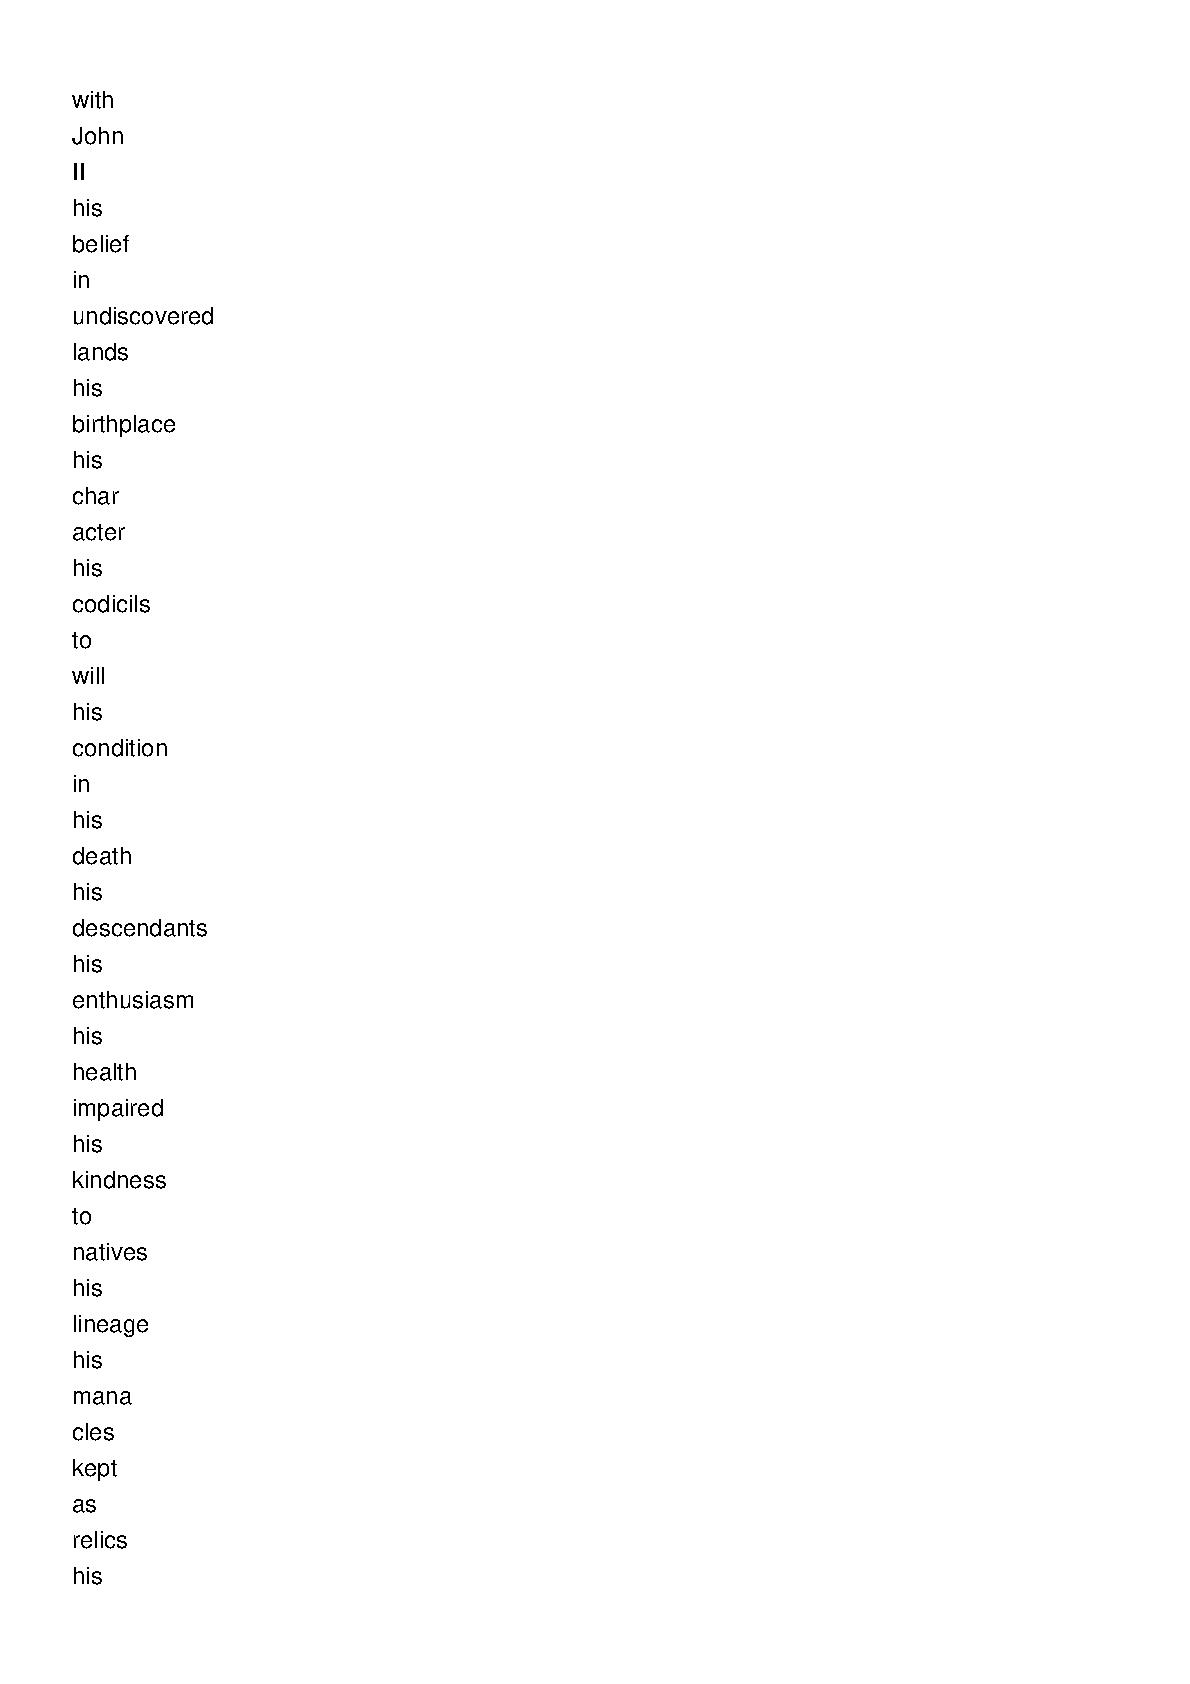 with
John
II
his
belief
in
undiscovered
lands
his
birthplace
his
char
acter
his
codicils
to
will
his
condition
in
his
death
his
descendants
his
enthusiasm
his
health
impaired
his
kindness
to
natives
his
lineage
his
mana
cles
kept
as
relics
his